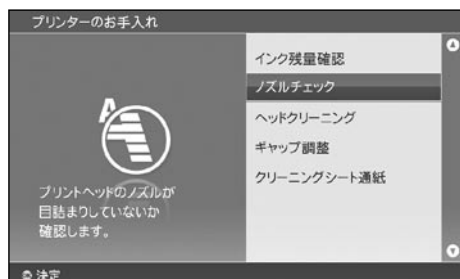 プリンターのお手入れ
インク残量確認
ノズルチェック
ヘッドクリーニング
ギャップ調整
クリーニングシート通紙
プリントヘッドのノズルが
目詰まりしていないか
確認します。
決定